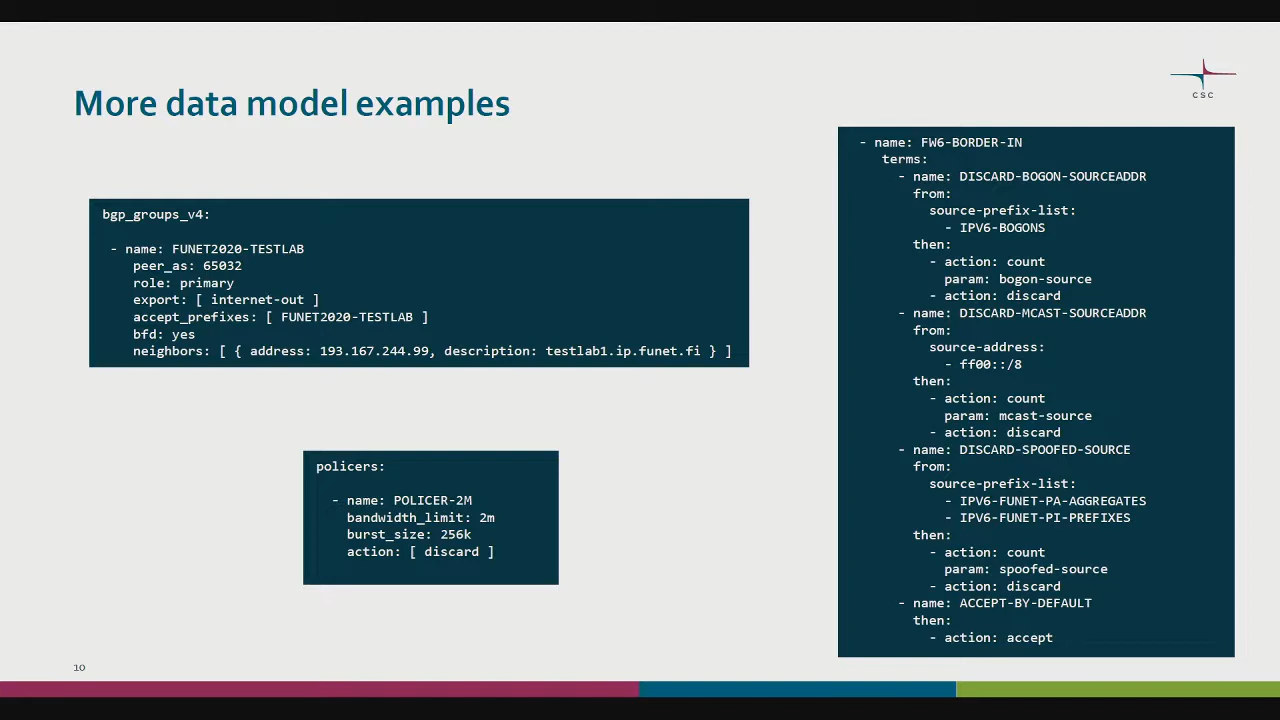 More data model examples
CSC
bgp_groups_v4:
- name: FUNET2020-TESTLAB
peer_as: 65032
role: primary
export: [ internet-out ]
accept_prefixes: [ FUNET2020-TESTLAB ]
bfd: yes
neighbors: [ { address: 193.167.244.99, description: testlab1.ip.funet.fi } ]
policers:
- name: POLICER-2M
bandwidth_limit: 2m
burst_size: 256k
action: [ discard ]
- name: FW6-BORDER-IN
terms:
- name: DISCARD-BOGON-SOURCEADDR
from:
source-prefix-list:
- IPV6-BOGONS
then:
- action: count
param: bogon-source
- action: discard
- name: DISCARD-MCAST-SOURCEADDR
from:
source-address:
- ff00::/8
then:
- action: count
param: mcast-source
- action: discard
- name: DISCARD-SPOOFED-SOURCE
from:
source-prefix-list:
- IPV6-FUNET-PA-AGGREGATES
- IPV6-FUNET-PI-PREFIXES
then:
- action: count
param: spoofed-source
- action: discard
- name: ACCEPT-BY-DEFAULT
then:
- action: accept
10